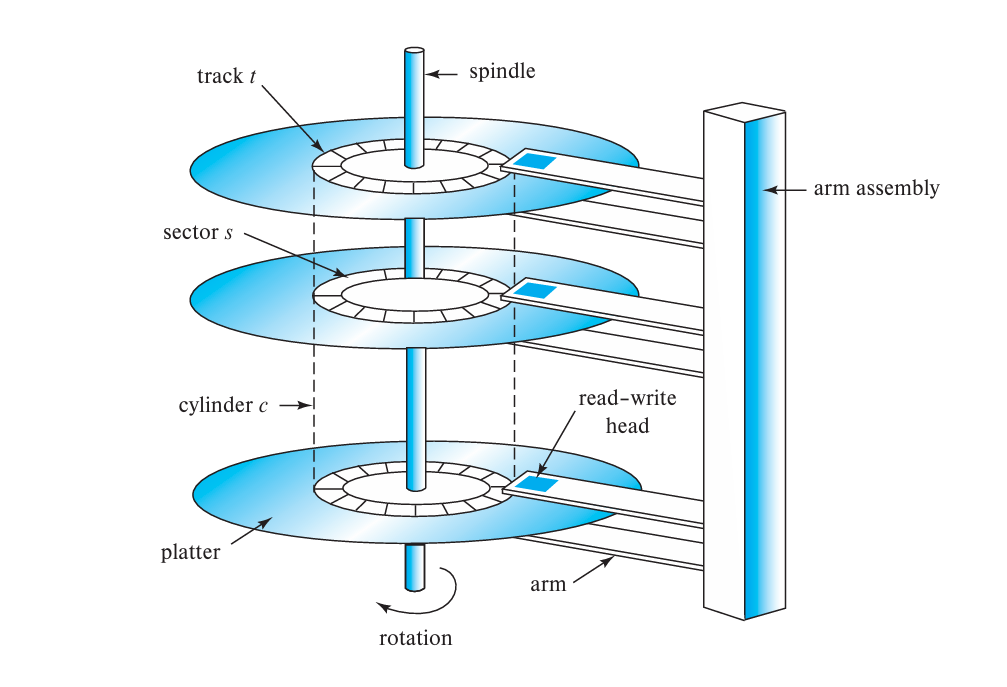 track t
spindle
arm assembly
sector s
cylinder c
read-write
head
platter
arm
rotation